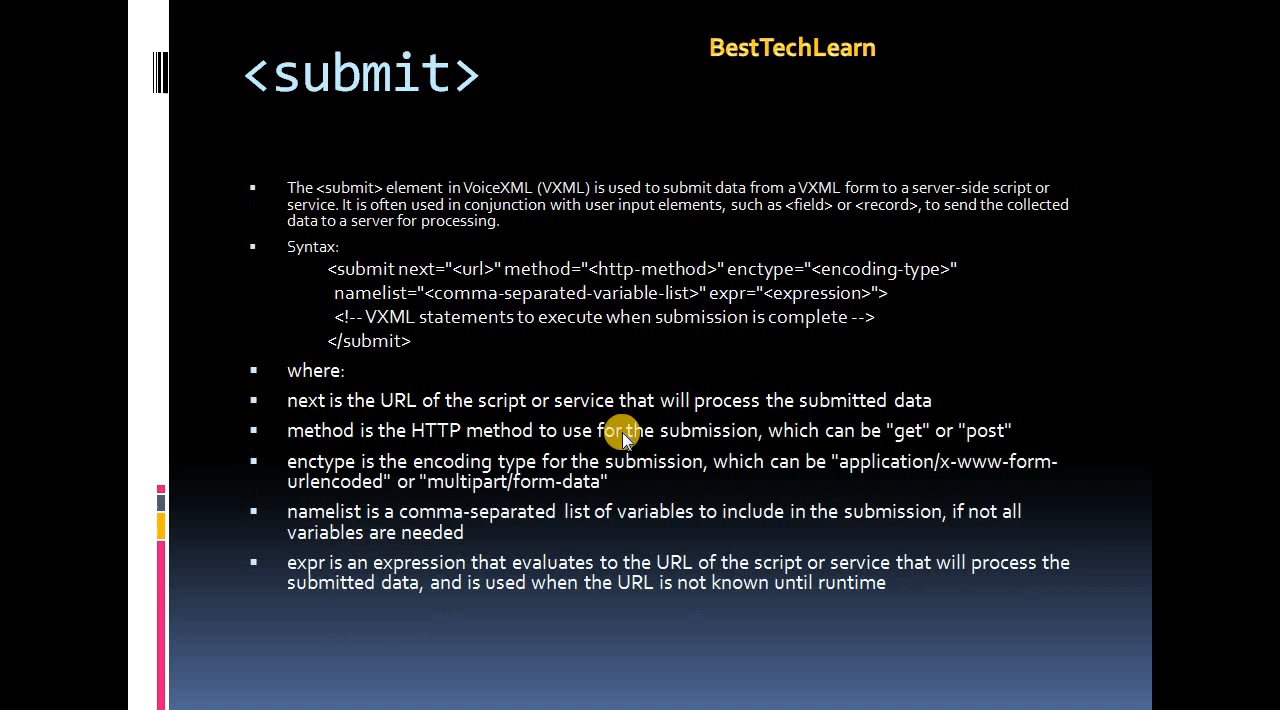 BestTechLearn
<submit>
The <submit> element in VoiceXML (VXML) is used to submit data from a VXML form to a server-side script or
service. It is often used in conjunction with user input elements, such as <field> or <record>, to send the collected
data to a server for processing.
Syntax:
<submit next="<url>" method="<http-method>" enctype="<encoding-type>"
namelist="<comma-separated-variable-list>" expr="<expression>">
<!-- VXML statements to execute when submission is complete -->
</submit>
where:
next is the URL of the script or service that will process the submitted data
method is the HTTP method to use for the submission, which can be "get" or "post"
enctype is the encoding type for the submission, which can be "application/x-www-form-
urlencoded" or "multipart/form-data"
namelist is a comma-separated list of variables to include in the submission, if not all
variables are needed
expr is an expression that evaluates to the URL of the script or service that will process the
submitted data, and is used when the URL is not known until runtime